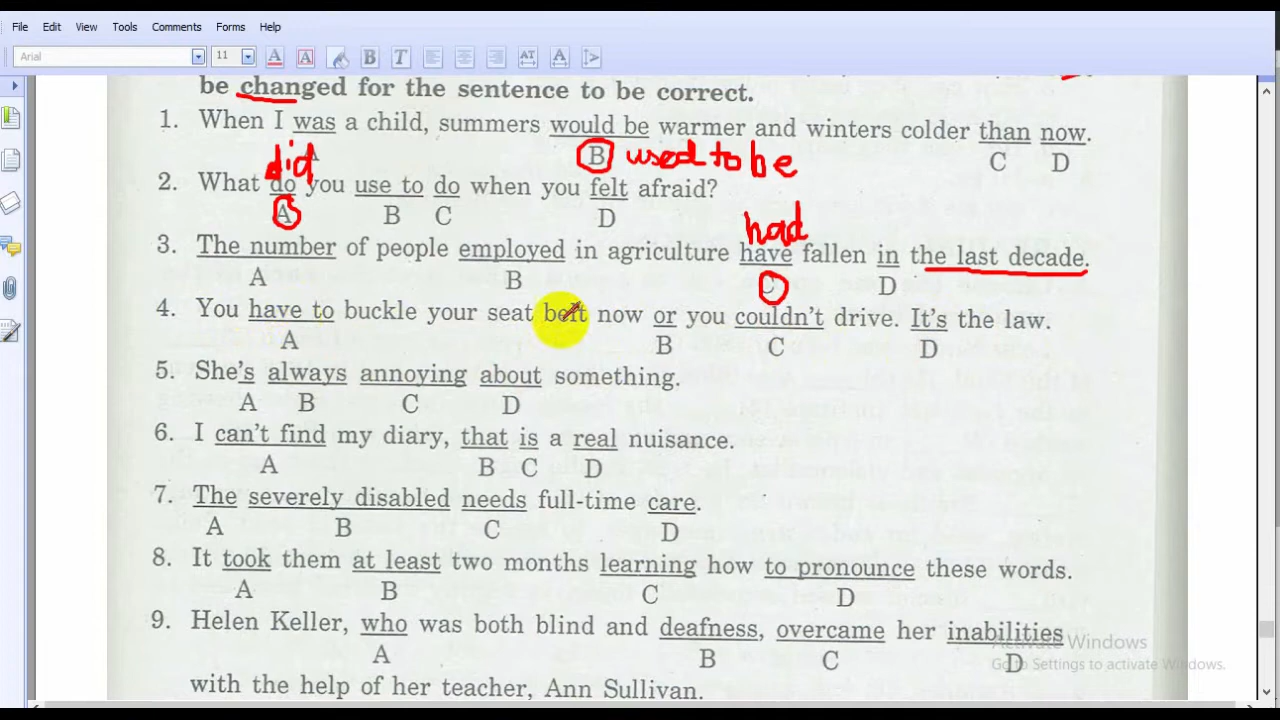 File Edit View Tools Comments Forms Help
Arial 11
be changed for the sentence to be correct.
1. When I was a child, summers would be warmer and winters colder than now.
did B used to be C D
2. What do you use to do when you felt afraid?
A B C D
had
3. The number of people employed in agriculture have fallen in the last decade.
A B C D
4. You have to buckle your seat belt now or you couldn't drive. It's the law.
A B C D
5. She's always annoying about something.
A B C D
6. I can't find my diary, that is a real nuisance.
A B C D
7. The severely disabled needs full-time care.
A B C D
8. It took them at least two months learning how to pronounce these words.
A B C D
9. Helen Keller, who was both blind and deafness, overcame her inabilities
A B C D
with the help of her teacher, Ann Sullivan.
Activate Windows
Go to Settings to activate Windows.